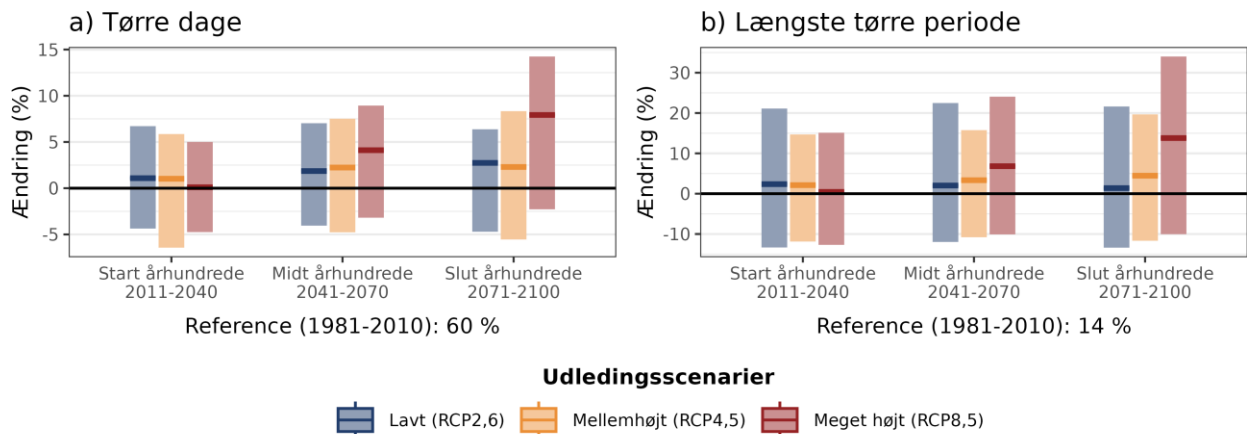 a) Tørre dage
Ændring (%)
15
10
5
0
-5
Start århundrede
2011-2040
Midt århundrede
2041-2070
Slut århundrede
2071-2100
Reference (1981-2010): 60 %
b) Længste tørre periode
Ændring (%)
30
20
10
0
-10
Start århundrede
2011-2040
Midt århundrede
2041-2070
Slut århundrede
2071-2100
Reference (1981-2010): 14 %
Udledingsscenarier
Lavt (RCP2,6)
Mellemhøjt (RCP4,5)
Meget højt (RCP8,5)